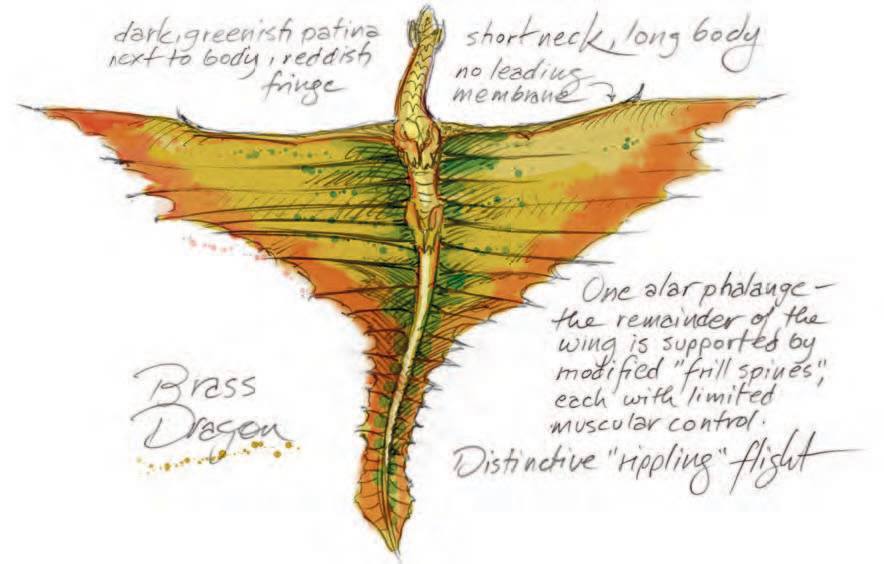 dark, greenish patina
next to body, reddish
fringe
short neck, long body
no leading
membrane
One alar phalange –
the remainder of the
wing is supported by
modified "frill spines",
each with limited
muscular control.
Distinctive "rippling" flight
Brass
Dragon